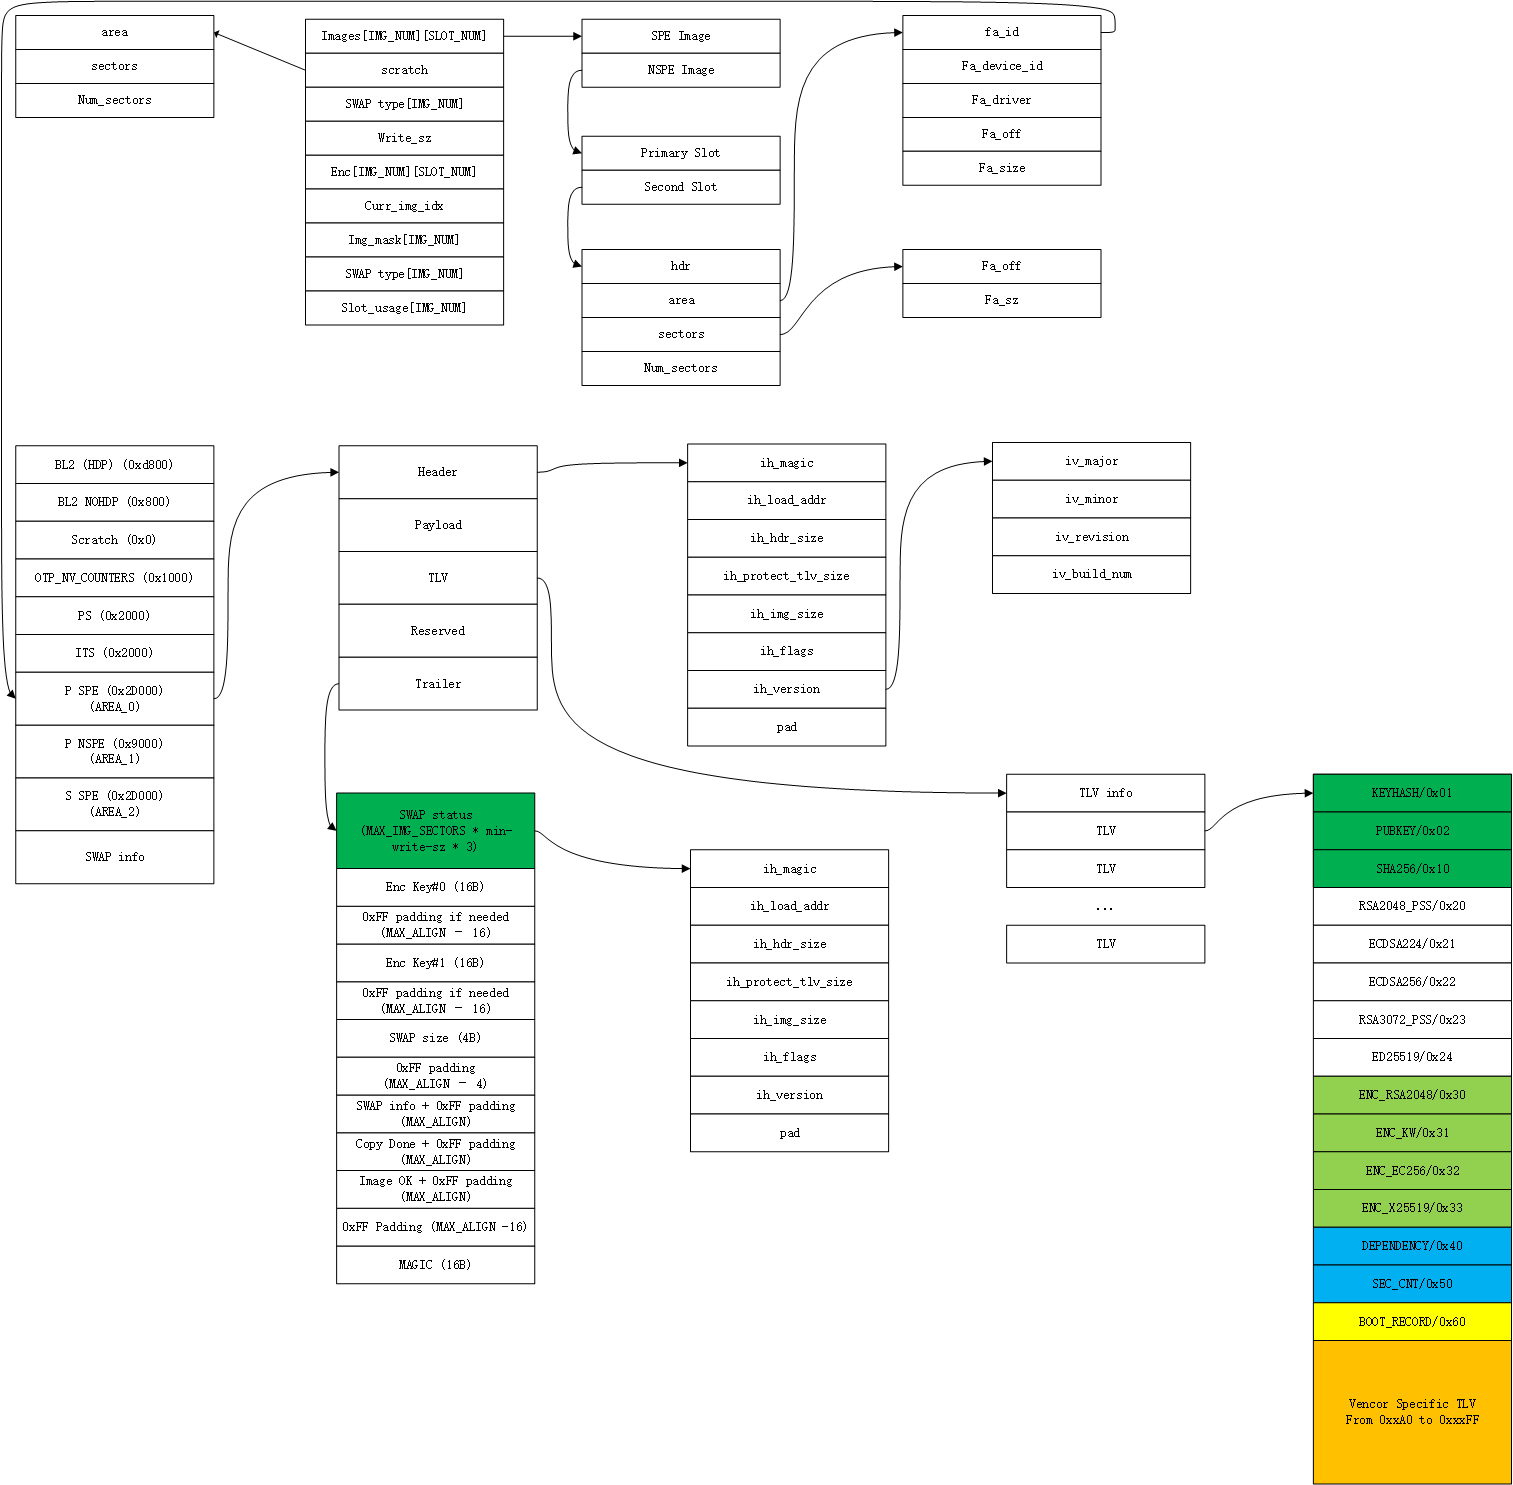 area
sectors
Num_sectors
Images[IMG_NUM][SLOT_NUM]
scratch
SWAP type[IMG_NUM]
Write_sz
Enc[IMG_NUM][SLOT_NUM]
Curr_img_idx
Img_mask[IMG_NUM]
SWAP type[IMG_NUM]
Slot_usage[IMG_NUM]
SPE Image
NSPE Image
Primary Slot
Second Slot
hdr
area
sectors
Num_sectors
fa_id
Fa_device_id
Fa_driver
Fa_off
Fa_size
Fa_off
Fa_sz
BL2 (HDP) (0xd800)
BL2 NOHDP (0x800)
Scratch (0x0)
OTP_NV_COUNTERS (0x1000)
PS (0x2000)
ITS (0x2000)
P SPE (0x2D000)
(AREA_0)
P NSPE (0x9000)
(AREA_1)
S SPE (0x2D000)
(AREA_2)
SWAP info
Header
Payload
TLV
Reserved
Trailer
ih_magic
ih_load_addr
ih_hdr_size
ih_protect_tlv_size
ih_img_size
ih_flags
ih_version
pad
iv_major
iv_minor
iv_revision
iv_build_num
SWAP status
(MAX_IMG_SECTORS * min-
write-sz * 3)
Enc Key#0 (16B)
0xFF padding if needed
(MAX_ALIGN － 16)
Enc Key#1 (16B)
0xFF padding if needed
(MAX_ALIGN － 16)
SWAP size (4B)
0xFF padding
(MAX_ALIGN － 4)
SWAP info + 0xFF padding
(MAX_ALIGN)
Copy Done + 0xFF padding
(MAX_ALIGN)
Image OK + 0xFF padding
(MAX_ALIGN)
0xFF Padding (MAX_ALIGN -16)
MAGIC (16B)
ih_magic
ih_load_addr
ih_hdr_size
ih_protect_tlv_size
ih_img_size
ih_flags
ih_version
pad
TLV info
TLV
TLV
...
TLV
KEYHASH/0x01
PUBKEY/0x02
SHA256/0x10
RSA2048_PSS/0x20
ECDSA224/0x21
ECDSA256/0x22
RSA3072_PSS/0x23
ED25519/0x24
ENC_RSA2048/0x30
ENC_KW/0x31
ENC_EC256/0x32
ENC_X25519/0x33
DEPENDENCY/0x40
SEC_CNT/0x50
BOOT_RECORD/0x60
Vencor Specific TLV
From 0xxA0 to 0xxxFF